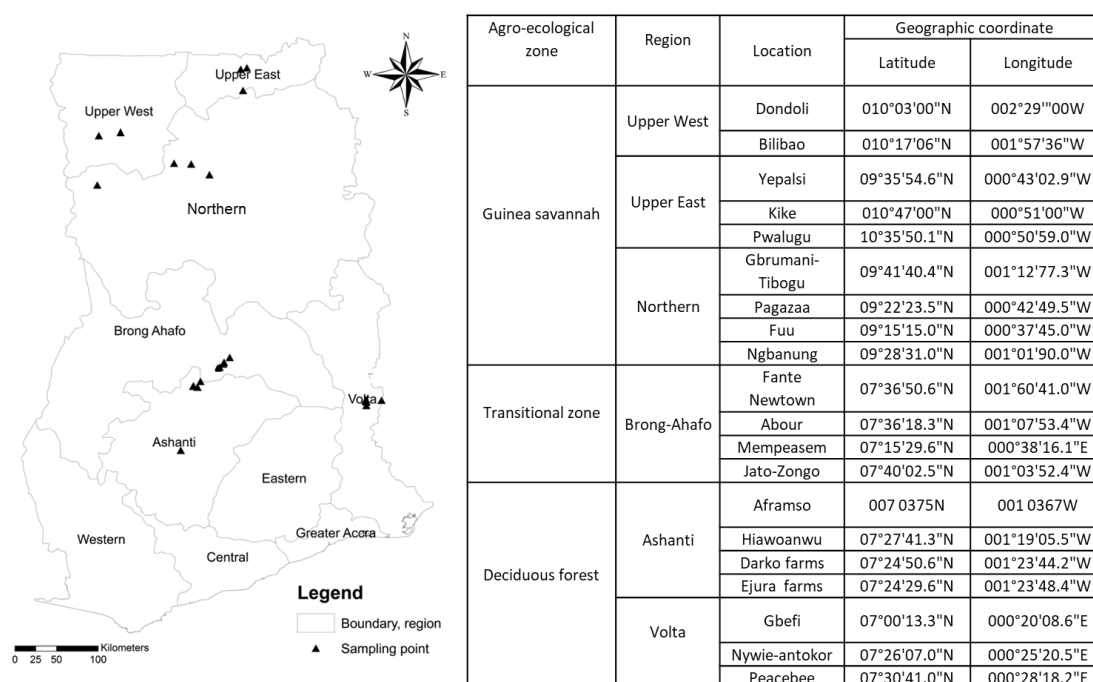 N
W
E
S
Upper East
Upper West
Northern
Brong Ahafo
Volta
Ashanti
Eastern
Western
Greater Accra
Central
Legend
Boundary, region
Sampling point
Kilometers
0 25 50 100
Agro-ecological zone Region Location Geographic coordinate
Latitude Longitude
Guinea savannah Upper West Dondoli 010°03'00"N 002°29'"00W
Bilibao 010°17'06"N 001°57'36"W
Upper East Yepalsi 09°35'54.6"N 000°43'02.9"W
Kike 010°47'00"N 000°51'00"W
Pwalugu 10°35'50.1"N 000°50'59.0"W
Northern Gbrumani-Tibogu 09°41'40.4"N 001°12'77.3"W
Pagazaa 09°22'23.5"N 000°42'49.5"W
Fuu 09°15'15.0"N 000°37'45.0"W
Ngbanung 09°28'31.0"N 001°01'90.0"W
Transitional zone Brong-Ahafo Fante Newtown 07°36'50.6"N 001°60'41.0"W
Abour 07°36'18.3"N 001°07'53.4"W
Mempeasem 07°15'29.6"N 000°38'16.1"E
Jato-Zongo 07°40'02.5"N 001°03'52.4"W
Deciduous forest Ashanti Aframso 007 0375N 001 0367W
Hiawoanwu 07°27'41.3"N 001°19'05.5"W
Darko farms 07°24'50.6"N 001°23'44.2"W
Ejura farms 07°24'29.6"N 001°23'48.4"W
Volta Gbefi 07°00'13.3"N 000°20'08.6"E
Nywie-antokor 07°26'07.0"N 000°25'20.5"E
Peacebee 07°30'41.0"N 000°28'18.2"E